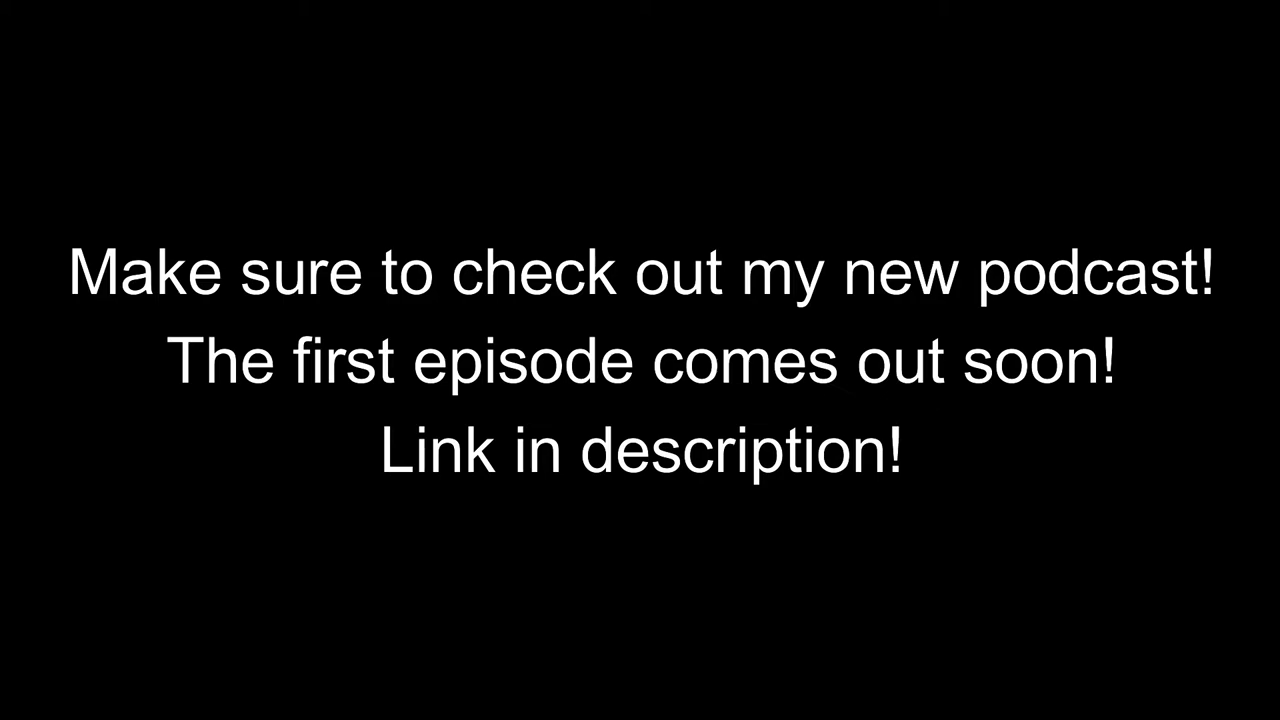 Make sure to check out my new podcast!
The first episode comes out soon!
Link in description!